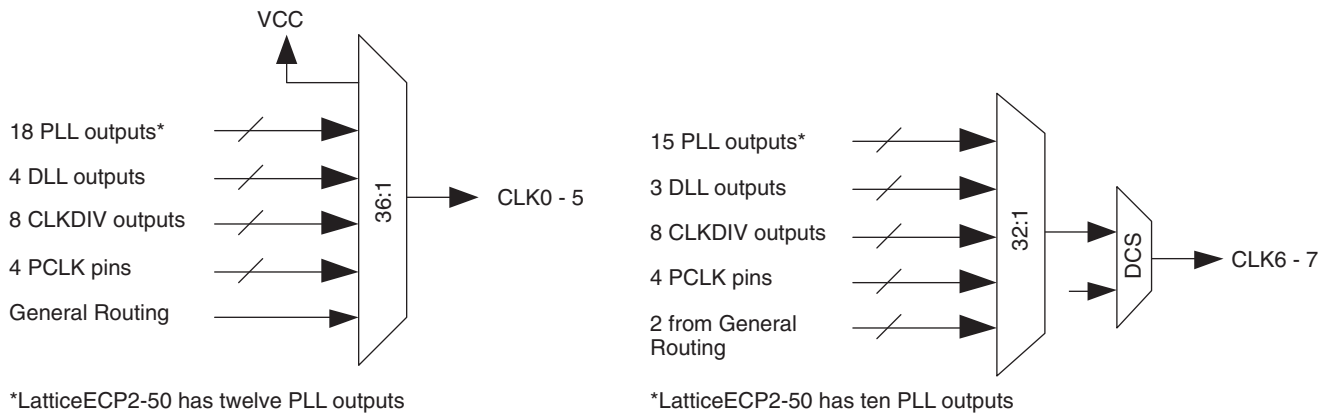 VCC
18 PLL outputs*
4 DLL outputs
8 CLKDIV outputs
4 PCLK pins
General Routing
36:1
CLK0 - 5
*LatticeECP2-50 has twelve PLL outputs
15 PLL outputs*
3 DLL outputs
8 CLKDIV outputs
4 PCLK pins
2 from General
Routing
32:1
DCS
CLK6 - 7
*LatticeECP2-50 has ten PLL outputs